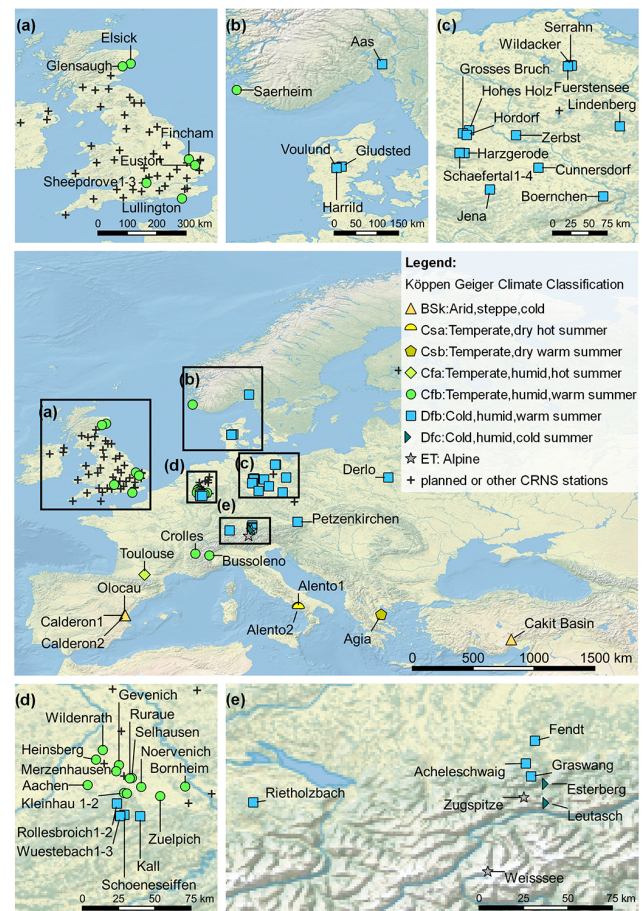 (a)
Elsick
Glensaugh
Fincham
Euston
Sheepdrove1-3
Lullington
0 100 200 300 km
(b)
Aas
Saerheim
Voulund
Gludsted
Harrild
0 50 100 150 km
(c)
Serrahn
Wildacker
Grosses Bruch
Fuerstensee
Hohes Holz
Lindenberg
Hordorf
Zerbst
Harzgerode
Cunnersdorf
Schaefertal1-4
Boernchen
Jena
0 25 50 75 km
Legend:
Köppen Geiger Climate Classification
BSk:Arid,steppe,cold
Csa:Temperate,dry hot summer
Csb:Temperate,dry warm summer
Cfa:Temperate,humid,hot summer
Cfb:Temperate,humid,warm summer
Dfb:Cold,humid,warm summer
Dfc:Cold,humid,cold summer
ET: Alpine
planned or other CRNS stations
(b)
(a)
(d)
(c)
(e)
Derlo
Petzenkirchen
Crolles
Toulouse
Bussoleno
Olocau
Alento1
Calderon1
Calderon2
Alento2
Agia
Cakit Basin
0 500 1000 1500 km
(d)
Gevenich
Wildenrath
Ruraue
Selhausen
Heinsberg
Noervenich
Merzenhausen
Bornheim
Aachen
Kleinhau 1-2
Rollesbroich1-2
Zuelpich
Wuestebach1-3
Kall
Schoeneseiffen
0 25 50 75 km
(e)
Fendt
Acheleschwaig
Graswang
Esterberg
Rietholzbach
Zugspitze
Leutasch
Weisssee
0 25 50 75 km